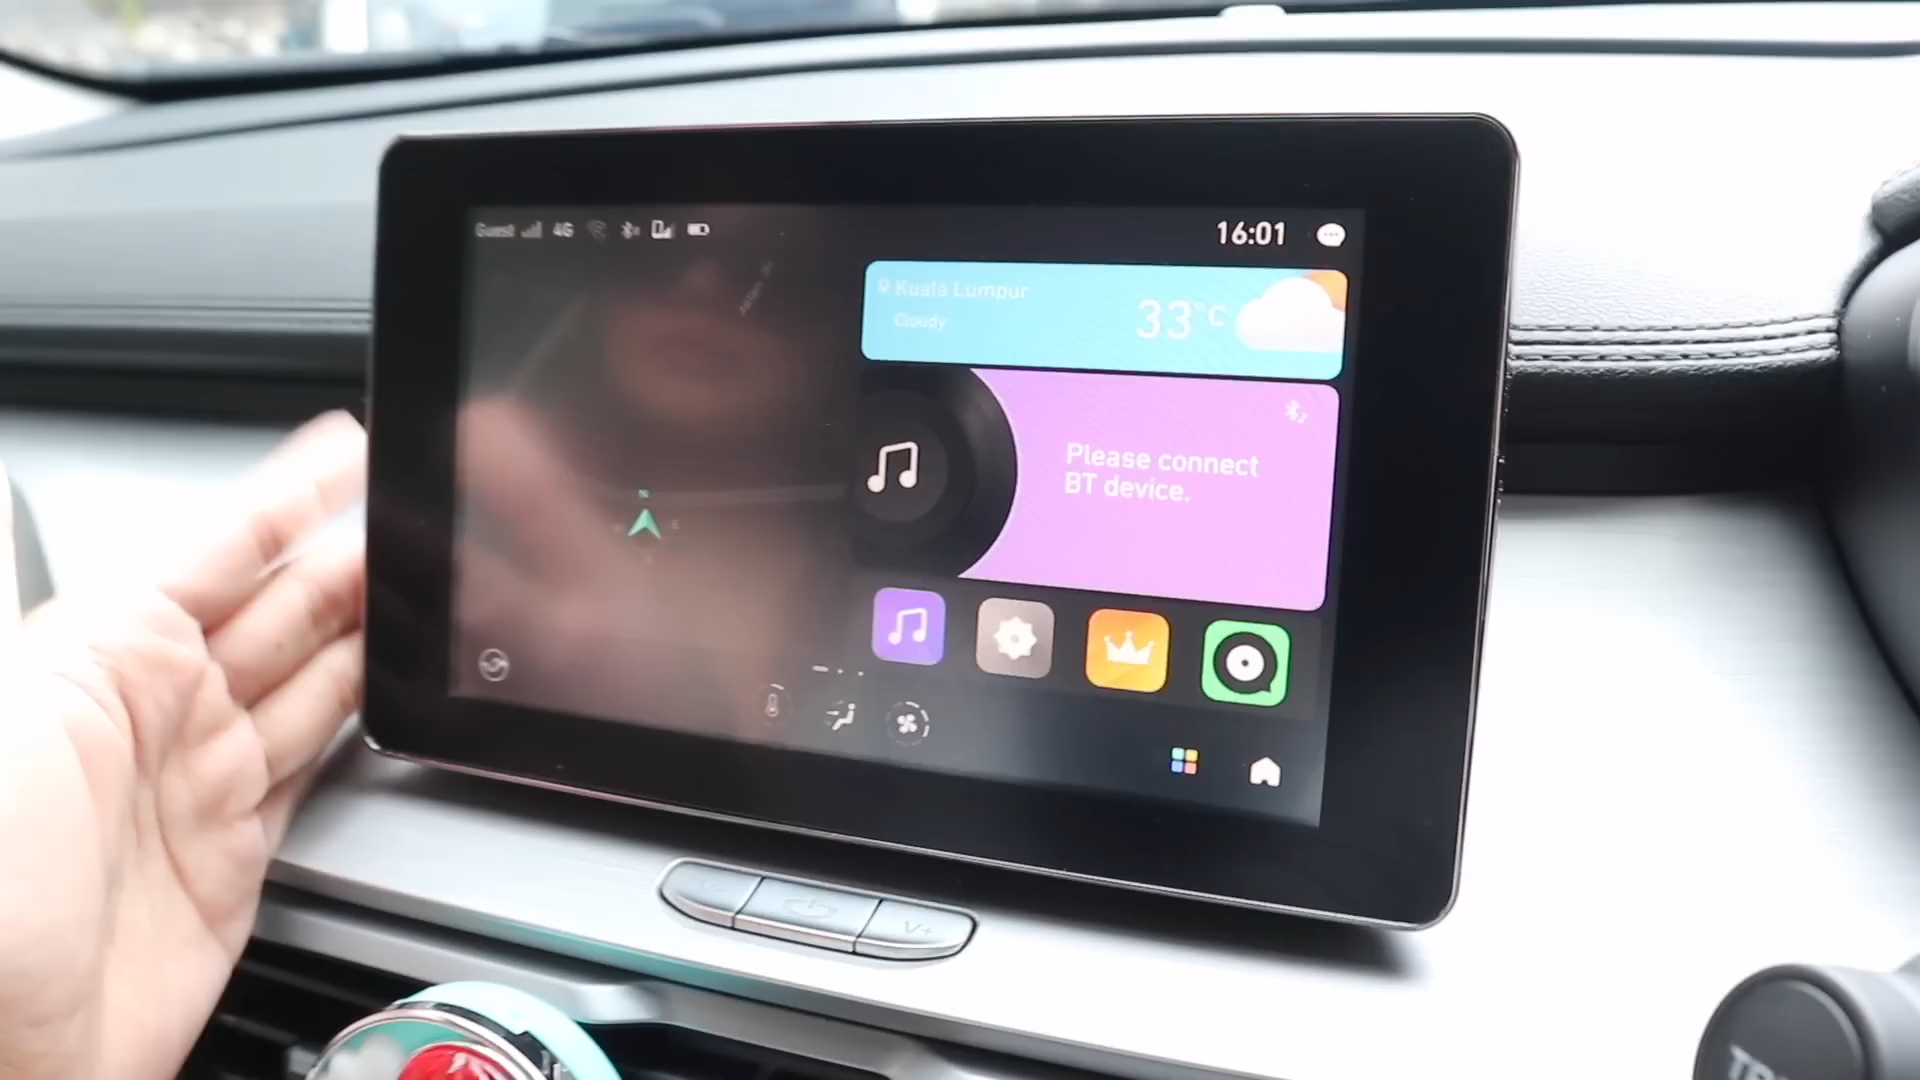 Guest 4G
16:01
Kuala Lumpur
Cloudy
33°C
Please connect
BT device.
N
E
V+